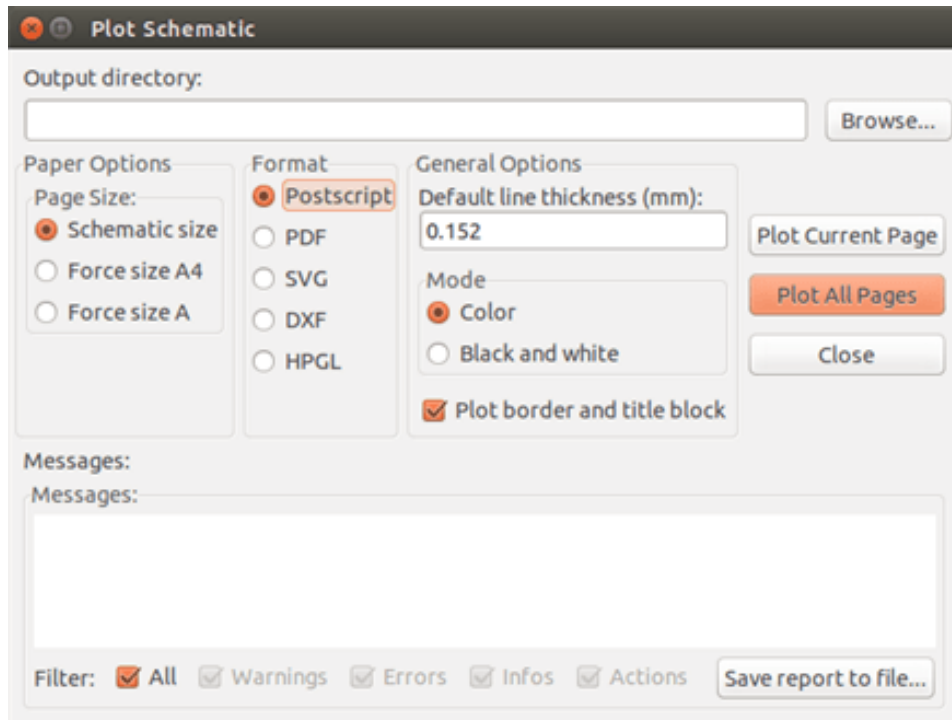 Plot Schematic
Output directory:
Browse...
Paper Options
Page Size:
Schematic size
Force size A4
Force size A
Format
Postscript
PDF
SVG
DXF
HPGL
General Options
Default line thickness (mm):
0.152
Mode
Color
Black and white
Plot border and title block
Plot Current Page
Plot All Pages
Close
Messages:
Messages:
Filter: All Warnings Errors Infos Actions Save report to file...